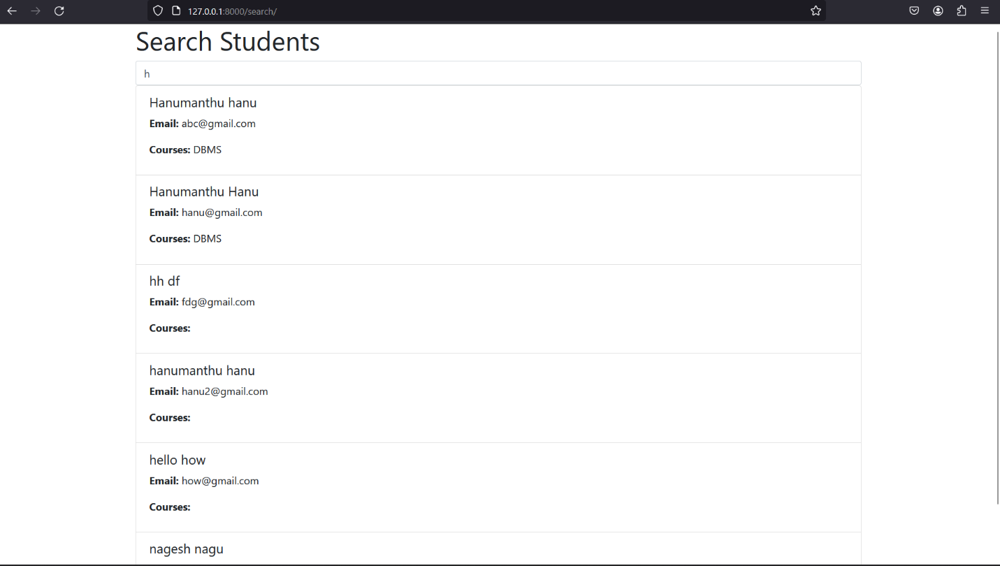 127.0.0.1:8000/search/
Search Students
h
Hanumanthu hanu
Email: abc@gmail.com
Courses: DBMS
Hanumanthu Hanu
Email: hanu@gmail.com
Courses: DBMS
hh df
Email: fdg@gmail.com
Courses:
hanumanthu hanu
Email: hanu2@gmail.com
Courses:
hello how
Email: how@gmail.com
Courses:
nagesh nagu